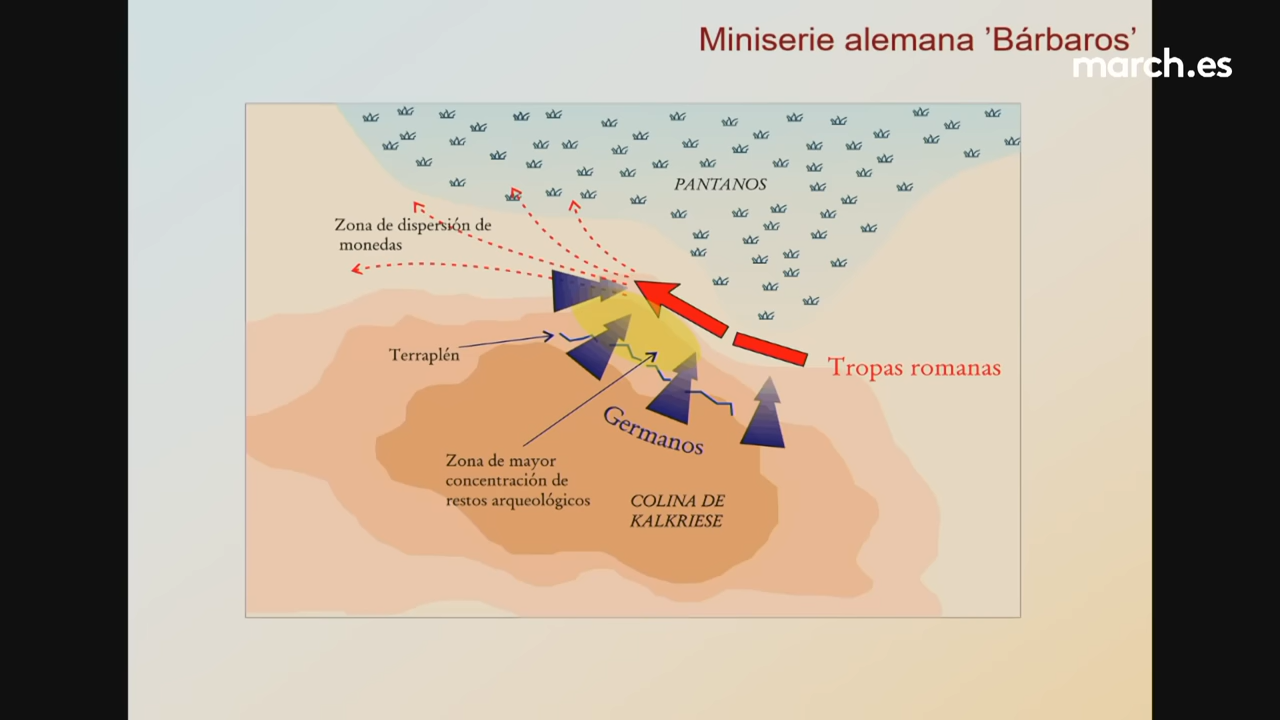 Miniserie alemana ’Bárbaros’
march.es
PANTANOS
Zona de dispersión de
monedas
Terraplén
Tropas romanas
Germanos
Zona de mayor
concentración de
restos arqueológicos
COLINA DE
KALKRIESE